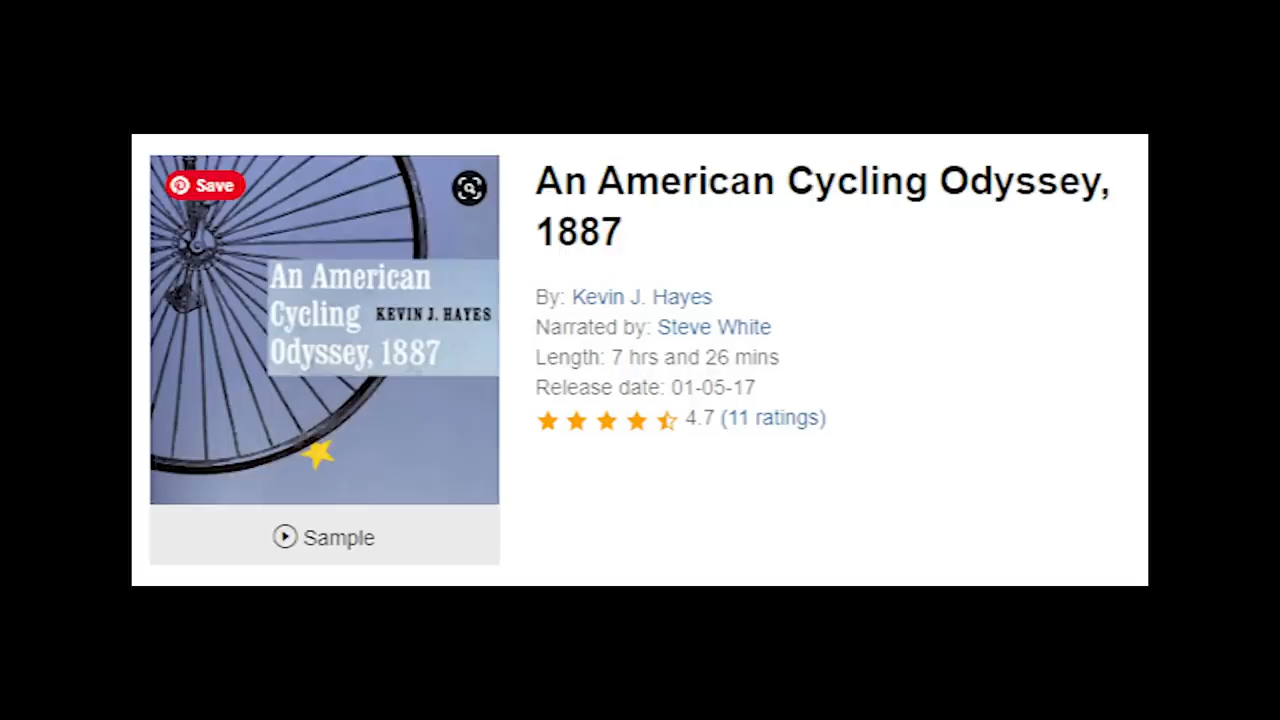 Save
An American
Cycling
KEVIN J. HAYES
Odyssey, 1887
Sample
An American Cycling Odyssey,
1887
By: Kevin J. Hayes
Narrated by: Steve White
Length: 7 hrs and 26 mins
Release date: 01-05-17
4.7 (11 ratings)